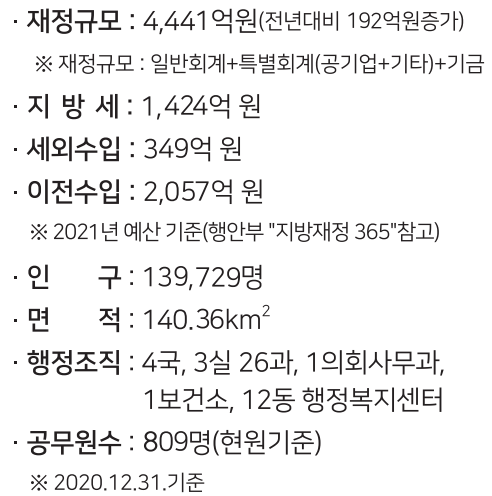 · 재정규모 : 4,441억원(전년대비 192억원증가)
※ 재정규모 : 일반회계+특별회계(공기업+기타)+기금
· 지 방 세 : 1,424억 원
· 세외수입 : 349억 원
· 이전수입 : 2,057억 원
※ 2021년 예산 기준(행안부 "지방재정 365"참고)
· 인 구 : 139,729명
· 면 적 : 140.36km²
· 행정조직 : 4국, 3실 26과, 1의회사무과,
1보건소, 12동 행정복지센터
· 공무원수 : 809명(현원기준)
※ 2020.12.31.기준